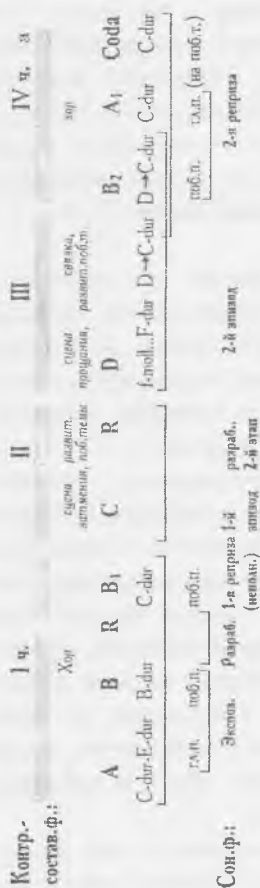 Контр.- I ч. II III IV ч. а
состав.ф.: Хор сцена развит. сцена связка, хор
затмения, поб.темы прощания, развит.поб.т.
A B R B₁ C R D B₂ A₁ Coda
C-dur-E-dur B-dur C-dur f-moll...F-dur D→C-dur D→C-dur C-dur C-dur
гл.п. поб.п. поб.п. поб.п. гл.п. (на поб.т.)
Сон.ф.: Экспоз. Разраб. 1-я реприза 1-й разраб., 2-й эпизод 2-я реприза
(неполн.) эпизод 2-й этап